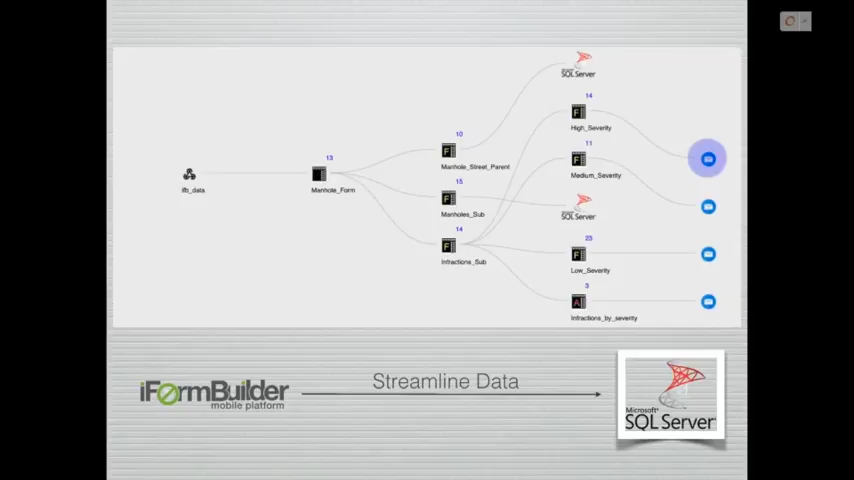 SQL Server
14
High_Severity
10
Manhole_Street_Parent
13
Manhole_Form
11
Medium_Severity
ifb_data
15
Manholes_Sub
SQL Server
14
Infractions_Sub
23
Low_Severity
3
Infractions_by_severity
F
F
F
F
F
F
A
iFormBuilder
mobile platform
Streamline Data
Microsoft®
SQL Server®